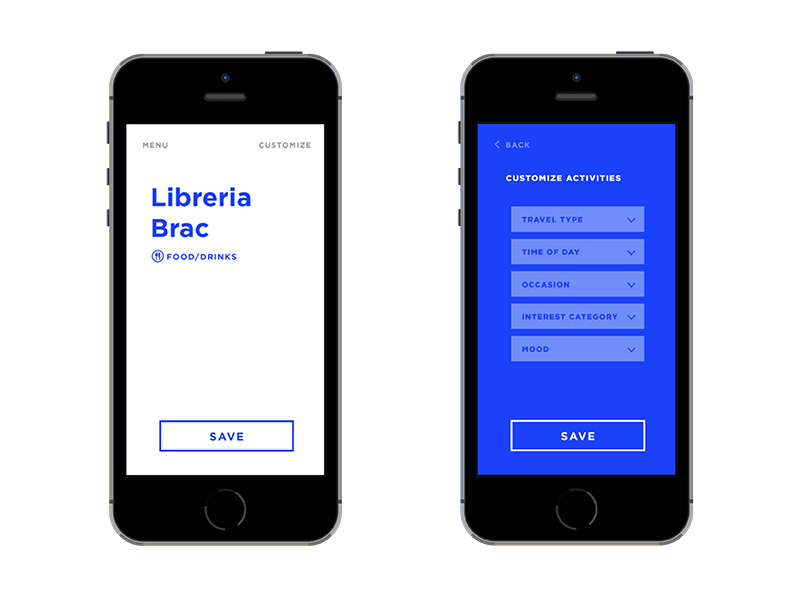 MENU
CUSTOMIZE
Libreria
Brac
FOOD/DRINKS
SAVE
BACK
CUSTOMIZE ACTIVITIES
TRAVEL TYPE
TIME OF DAY
OCCASION
INTEREST CATEGORY
MOOD
SAVE